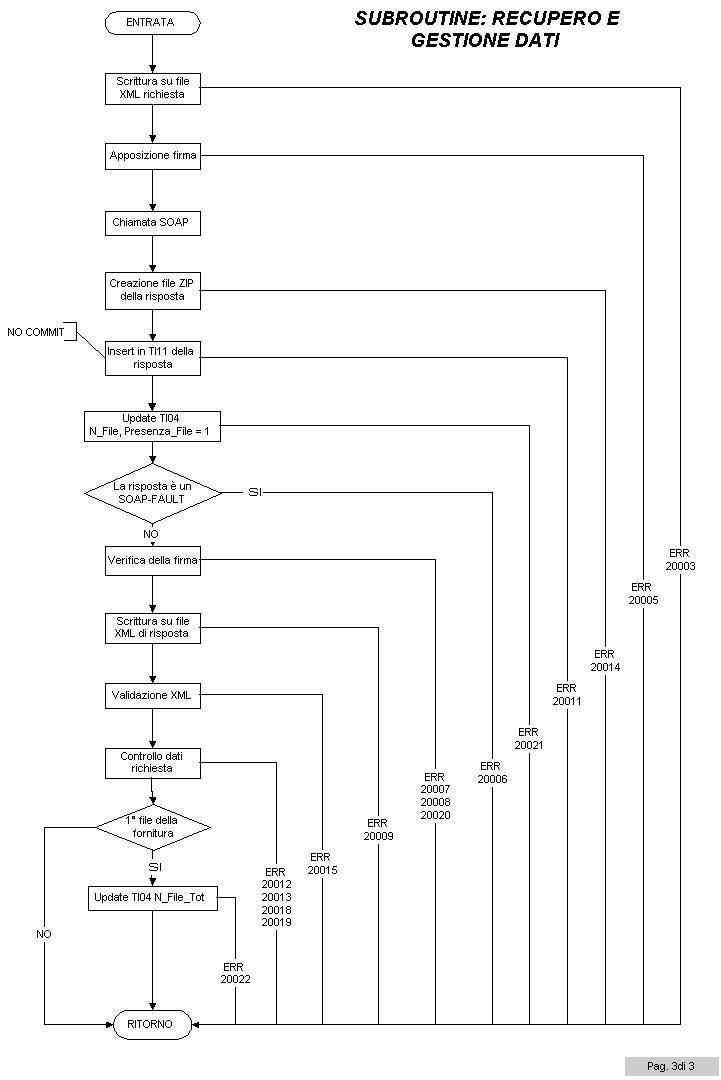 SUBROUTINE: RECUPERO E
GESTIONE DATI
ENTRATA
Scrittura su file
XML richiesta
Apposizione firma
Chiamata SOAP
Creazione file ZIP
della risposta
NO COMMIT
Insert in TI11 della
risposta
Update TI04
N_File, Presenza_File = 1
La risposta è un
SOAP-FAULT
SI
NO
Verifica della firma
Scrittura su file
XML di risposta
Validazione XML
Controllo dati
richiesta
1° file della
fornitura
SI
Update TI04 N_File_Tot
NO
RITORNO
ERR
20003
ERR
20005
ERR
20014
ERR
20011
ERR
20021
ERR
20006
ERR
20007
20008
20020
ERR
20009
ERR
20015
ERR
20012
20013
20018
20019
ERR
20022
Pag. 3di 3